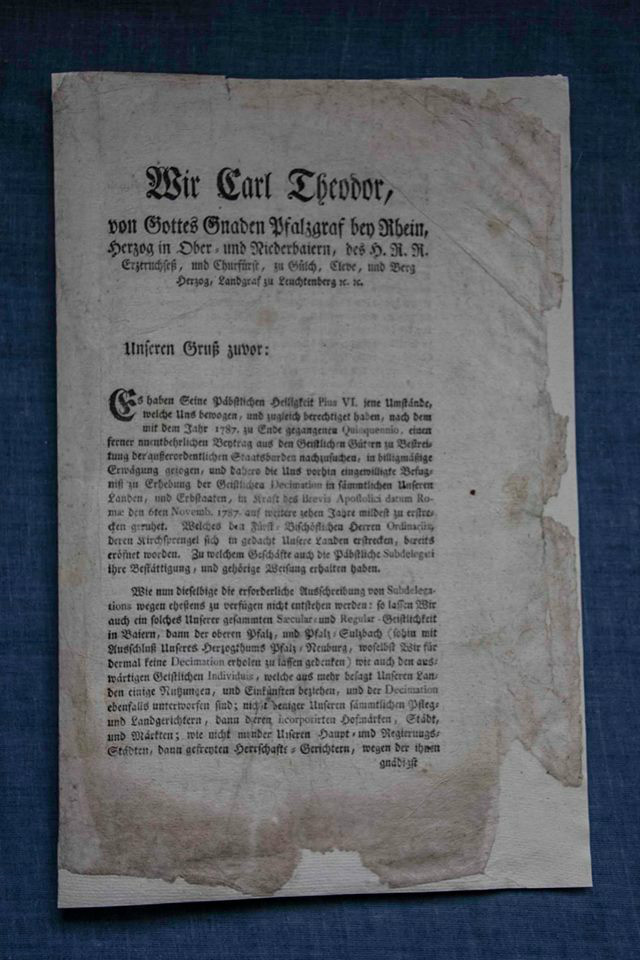 Wir Carl Theodor,
von Gottes Gnaden Pfalzgraf bey Rhein,
Herzog in Ober- und Niederbaiern, des H. R. R.
Erztruchseß, und Churfürst, zu Gülch, Cleve, und Berg
Herzog, Landgraf zu Leuchtenberg ꝛc. ꝛc.
Unseren Gruß zuvor:
Es haben Seine Päbstlichen Heiligkeit Pius VI. jene Umstände,
welche Uns bewogen, und zugleich berechtiget haben, nach dem
mit dem Jahr 1787. zu Ende gegangenen Quinquennio, einen
ferner unentbehrlichen Beytrag aus den Geistlichen Gütern zu Bestrei-
tung der ausserordentlichen Staatsbürden nachzusuchen, in billigmäßige
Erwägung gezogen, und dahero die Uns vorhin eingewilligte Befug-
niß zu Erhebung der Geistlichen Decimation in sämmtlichen Unseren
Landen, und Erbstaaten, in Kraft des Brevis Apostolici datum Ro-
mæ den 6ten Novemb. 1787. auf weitere zehen Jahre mildest zu erstre-
cken geruhet. Welches den Fürst-Bischöflichen Herren Ordinariis,
deren Kirchsprengel sich in gedacht Unsere Landen erstrecken, bereits
eröfnet worden. Zu welchem Geschäfte auch die Päbstliche Subdelegati
ihre Bestättigung, und gehörige Weisung erhalten haben.
Wie nun dieselbige die erforderliche Ausschreibung von Subdelega-
tions wegen ehestens zu verfügen nicht entstehen werden: so lassen Wir
auch ein solches Unserer gesammten Sæcular- und Regular-Geistlichkeit
in Baiern, dann der oberen Pfalz, und Pfalz-Sulzbach (sohin mit
Ausschluß Unseres Herzogthums Pfalz-Neuburg, woselbst Wir für
dermal keine Decimation erholen zu lassen gedenken) wie auch den aus-
wärtigen Geistlichen Individuis, welche aus mehr besagt Unseren Lan-
den einige Nutzungen, und Einkünften beziehen, und der Decimation
ebenfalls unterworfen sind; nicht weniger Unseren sämmtlichen Pfleg-
und Landgerichtern, dann deren incorporirten Hofmärken, Städt,
und Märkten; wie nicht minder Unseren Haupt- und Regierungs-
Städten, dann gefreyten Herrschafts-Gerichtern, wegen der ihnen
gnädigst